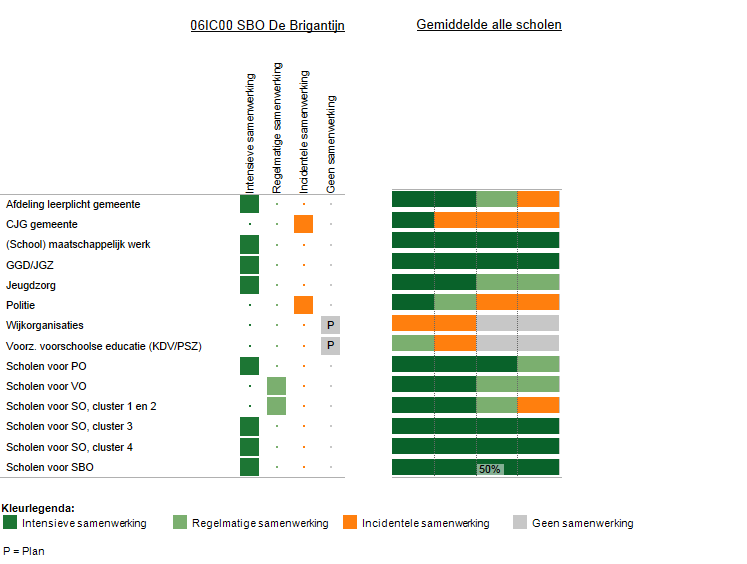 06IC00 SBO De Brigantijn
Gemiddelde alle scholen
Intensieve samenwerking
Regelmatige samenwerking
Incidentele samenwerking
Geen samenwerking
Afdeling leerplicht gemeente
CJG gemeente
(School) maatschappelijk werk
GGD/JGZ
Jeugdzorg
Politie
Wijkorganisaties P
Voorz. voorschoolse educatie (KDV/PSZ) P
Scholen voor PO
Scholen voor VO
Scholen voor SO, cluster 1 en 2
Scholen voor SO, cluster 3
Scholen voor SO, cluster 4
Scholen voor SBO 50%
Kleurlegenda:
Intensieve samenwerking Regelmatige samenwerking Incidentele samenwerking Geen samenwerking
P = Plan